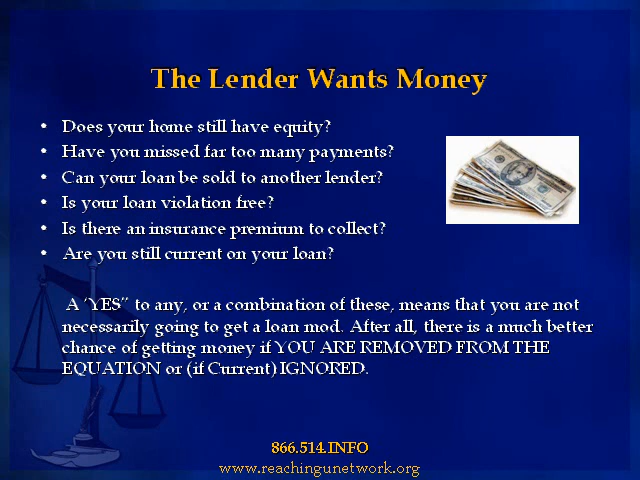 The Lender Wants Money
• Does your home still have equity?
• Have you missed far too many payments?
• Can your loan be sold to another lender?
• Is your loan violation free?
• Is there an insurance premium to collect?
• Are you still current on your loan?
A ‘YES” to any, or a combination of these, means that you are not
necessarily going to get a loan mod. After all, there is a much better
chance of getting money if YOU ARE REMOVED FROM THE
EQUATION or (if Current) IGNORED.
866.514.INFO
www.reachingunetwork.org